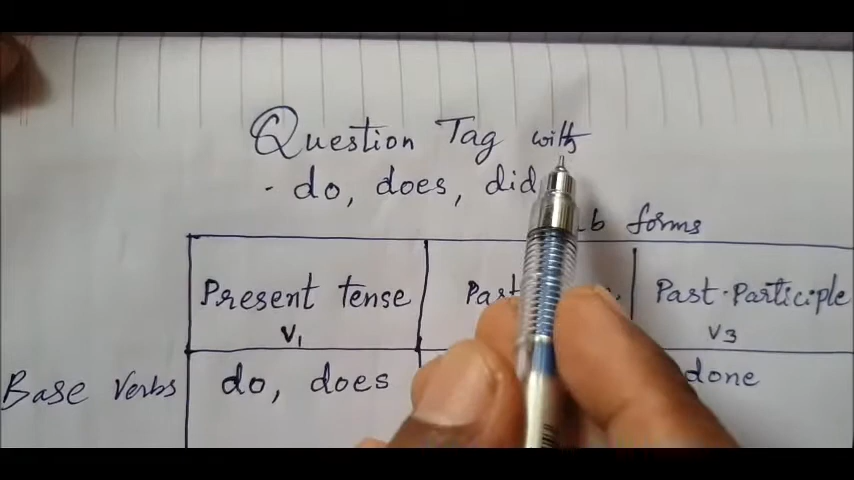 Question Tag with
- do, does, did
forms
Present tense
V1
Past-Participle
V3
Base Verbs
do, does
done